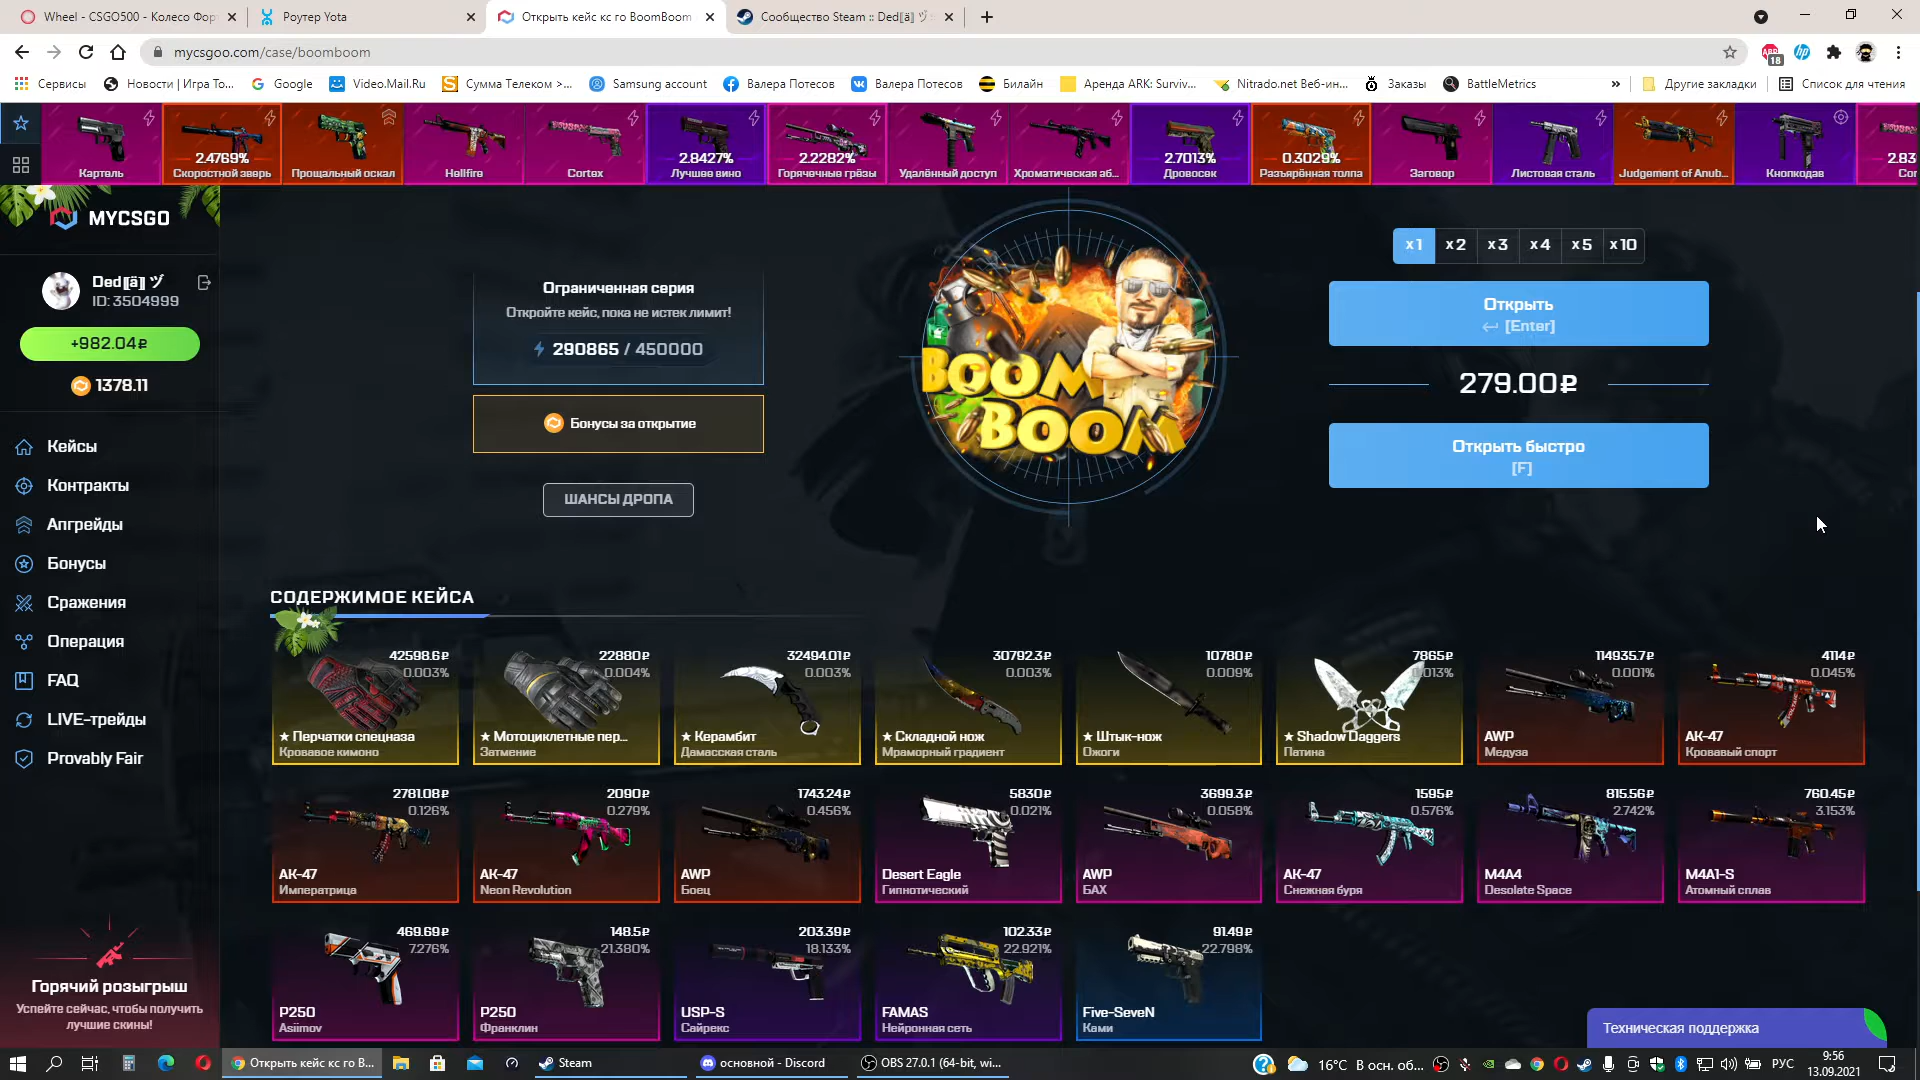 Wheel - CSGO500 - Колесо Фор
Роутер Yota
Открыть кейс кс го BoomBoom
Сообщество Steam :: Ded⟦ä⟧ ヅ
mycsgoo.com/case/boomboom
18
Сервисы
Новости | Игра То...
Google
Video.Mail.Ru
Сумма Телеком >...
Samsung account
Валера Потесов
Валера Потесов
Билайн
Аренда ARK: Surviv...
Nitrado.net Веб-ин...
Заказы
BattleMetrics
»
Другие закладки
Список для чтения
Картель
2.4769%
Скоростной зверь
Прощальный оскал
Hellfire
Cortex
2.8427%
Лучшее вино
2.2282%
Горячечные грёзы
Удалённый доступ
Хроматическая аб...
2.7013%
Дровосек
0.3029%
Разъярённая толпа
Заговор
Листовая сталь
Judgement of Anub...
Кнопкодав
MYCSGO
Ded⟦ä⟧ ヅ
ID: 3504999
+982.04₽
1378.11
Кейсы
Контракты
Апгрейды
Бонусы
Сражения
Операция
FAQ
LIVE-трейды
Provably Fair
Горячий розыгрыш
Успейте сейчас, чтобы получить
лучшие скины!
Ограниченная серия
Откройте кейс, пока не истек лимит!
290865 / 450000
Бонусы за открытие
ШАНСЫ ДРОПА
BOOM
BOOM
x1 x2 x3 x4 x5 x10
Открыть
[Enter]
279.00₽
Открыть быстро
[F]
СОДЕРЖИМОЕ КЕЙСА
42598.6₽
0.003%
★ Перчатки спецназа
Кровавое кимоно
22880₽
0.004%
★ Мотоциклетные пер...
Затмение
32494.01₽
0.003%
★ Керамбит
Дамасская сталь
30792.3₽
0.003%
★ Складной нож
Мраморный градиент
10780₽
0.009%
★ Штык-нож
Ожоги
7865₽
0.013%
★ Shadow Daggers
Патина
114935.7₽
0.001%
AWP
Медуза
4114₽
0.045%
AK-47
Кровавый спорт
2781.08₽
0.126%
AK-47
Императрица
2090₽
0.279%
AK-47
Neon Revolution
1743.24₽
0.456%
AWP
Боец
5830₽
0.021%
Desert Eagle
Гипнотический
3699.3₽
0.058%
AWP
БАХ
1595₽
0.576%
AK-47
Снежная буря
815.56₽
2.742%
M4A4
Desolate Space
760.45₽
3.153%
M4A1-S
Атомный сплав
469.69₽
7.276%
P250
Asiimov
148.5₽
21.380%
P250
Франклин
203.39₽
18.133%
USP-S
Сайрекс
102.33₽
22.921%
FAMAS
Нейронная сеть
91.49₽
22.798%
Five-SeveN
Ками
Техническая поддержка
Открыть кейс кс го B...
Steam
основной - Discord
OBS 27.0.1 (64-bit, wi...
16°C В осн. об...
РУС
9:56
13.09.2021